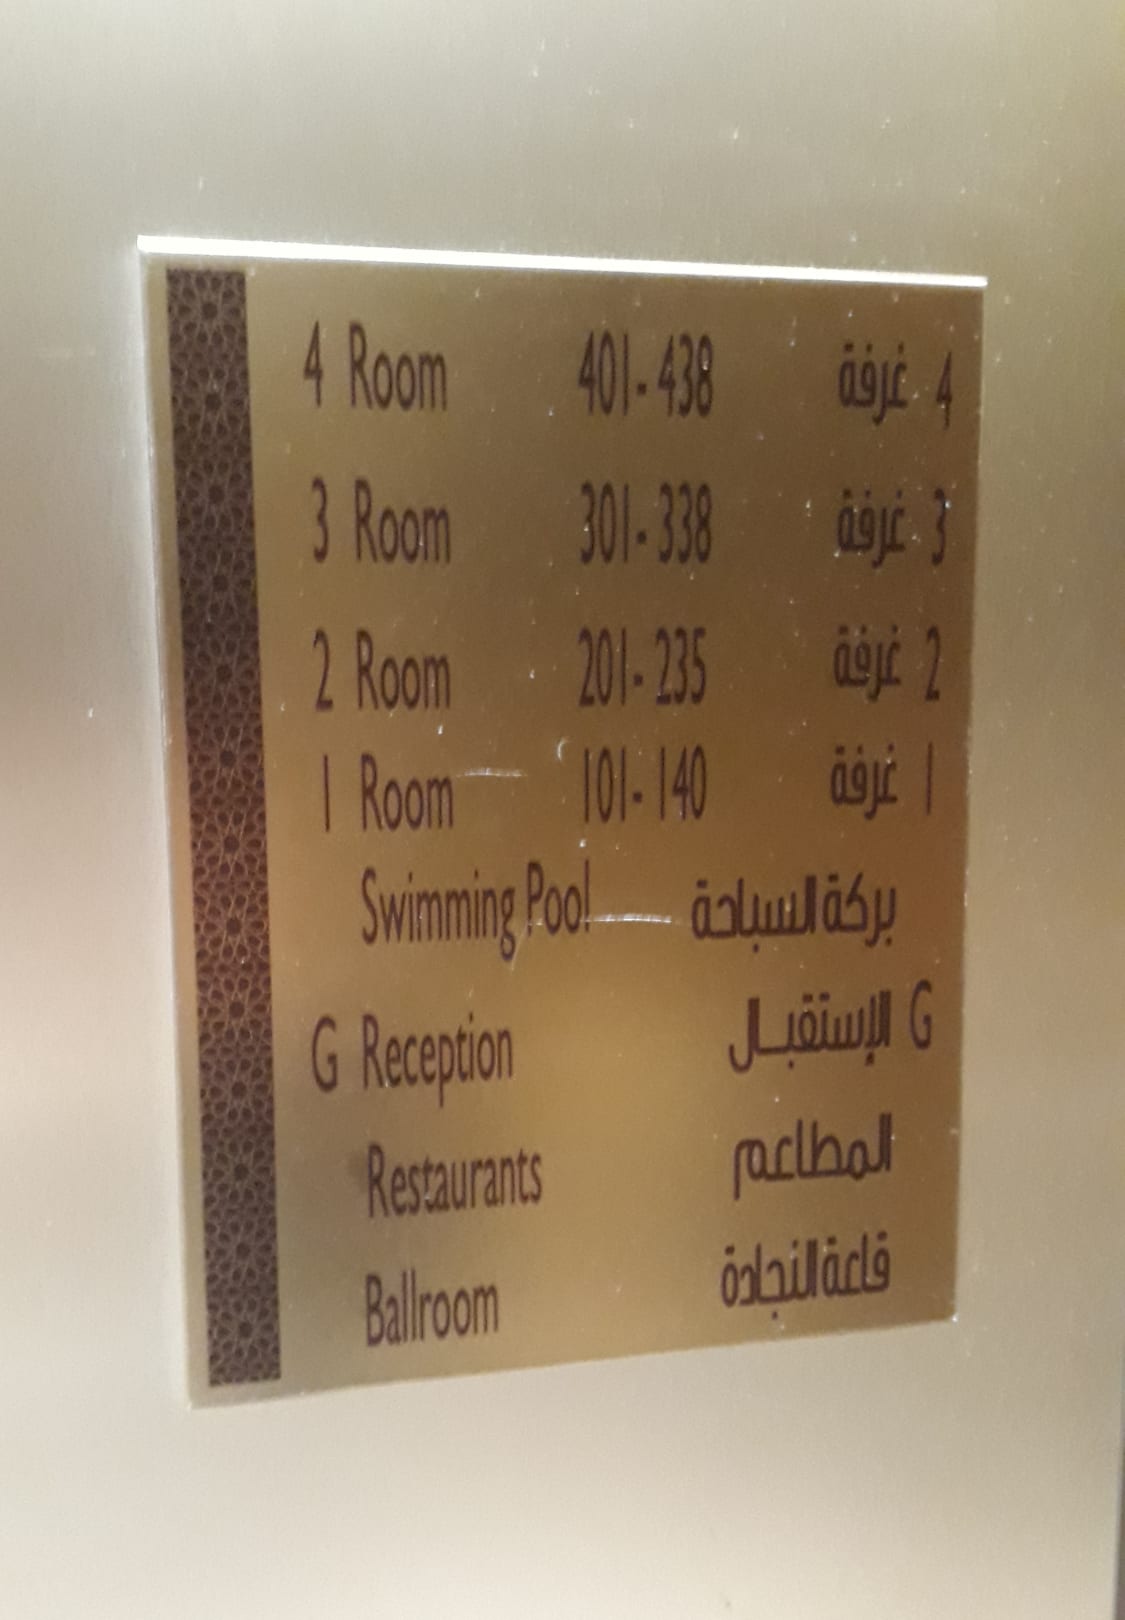 4 Room 401-438 غرفة 4
3 Room 301-338 غرفة 3
2 Room 201-235 غرفة 2
1 Room 101-140 غرفة 1
Swimming Pool بركة السباحة
G Reception الإستقبال G
Restaurants المطاعم
Ballroom قاعة النجادة